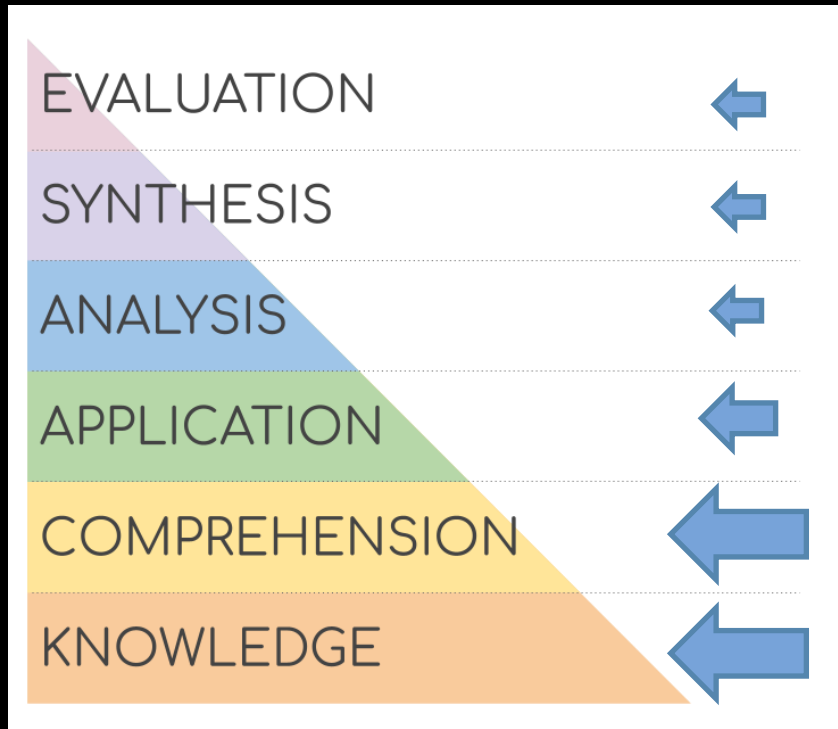 EVALUATION
SYNTHESIS
ANALYSIS
APPLICATION
COMPREHENSION
KNOWLEDGE